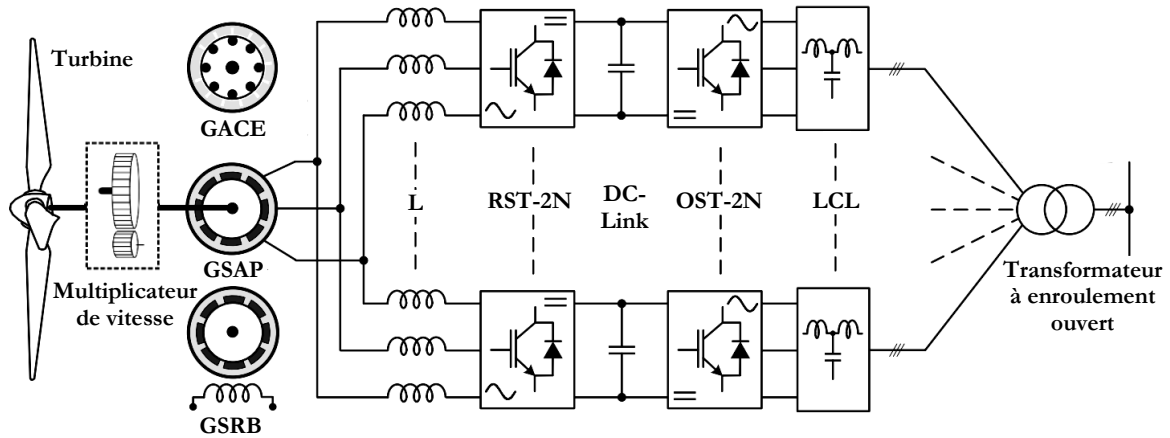 Turbine
GACE
GSAP
Multiplicateur
de vitesse
GSRB
L
RST-2N
DC-
Link
OST-2N
LCL
Transformateur
à enroulement
ouvert